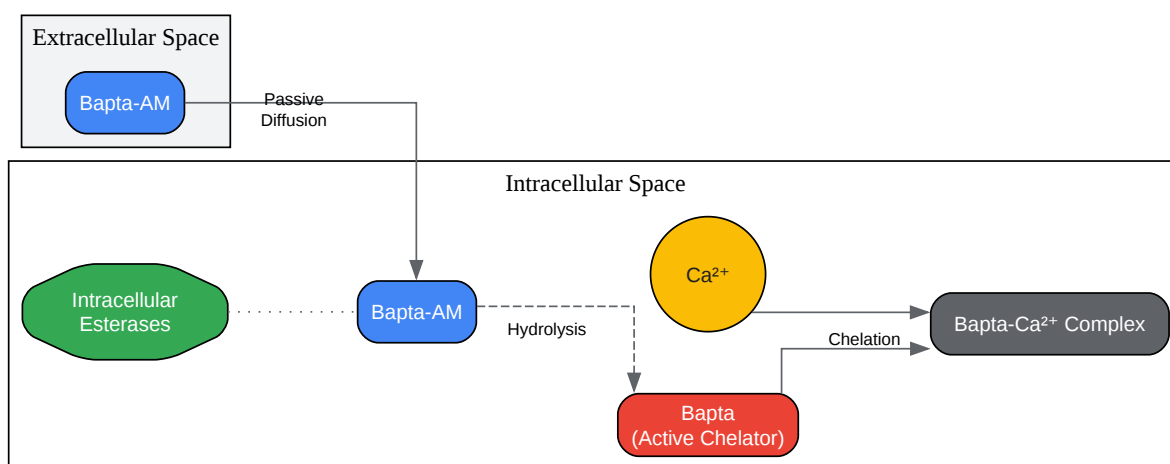 Extracellular Space
Bapta-AM
Passive
Diffusion
Intracellular Space
Ca²⁺
Intracellular
Esterases
Bapta-AM
Hydrolysis
Bapta-Ca²⁺ Complex
Chelation
Bapta
(Active Chelator)